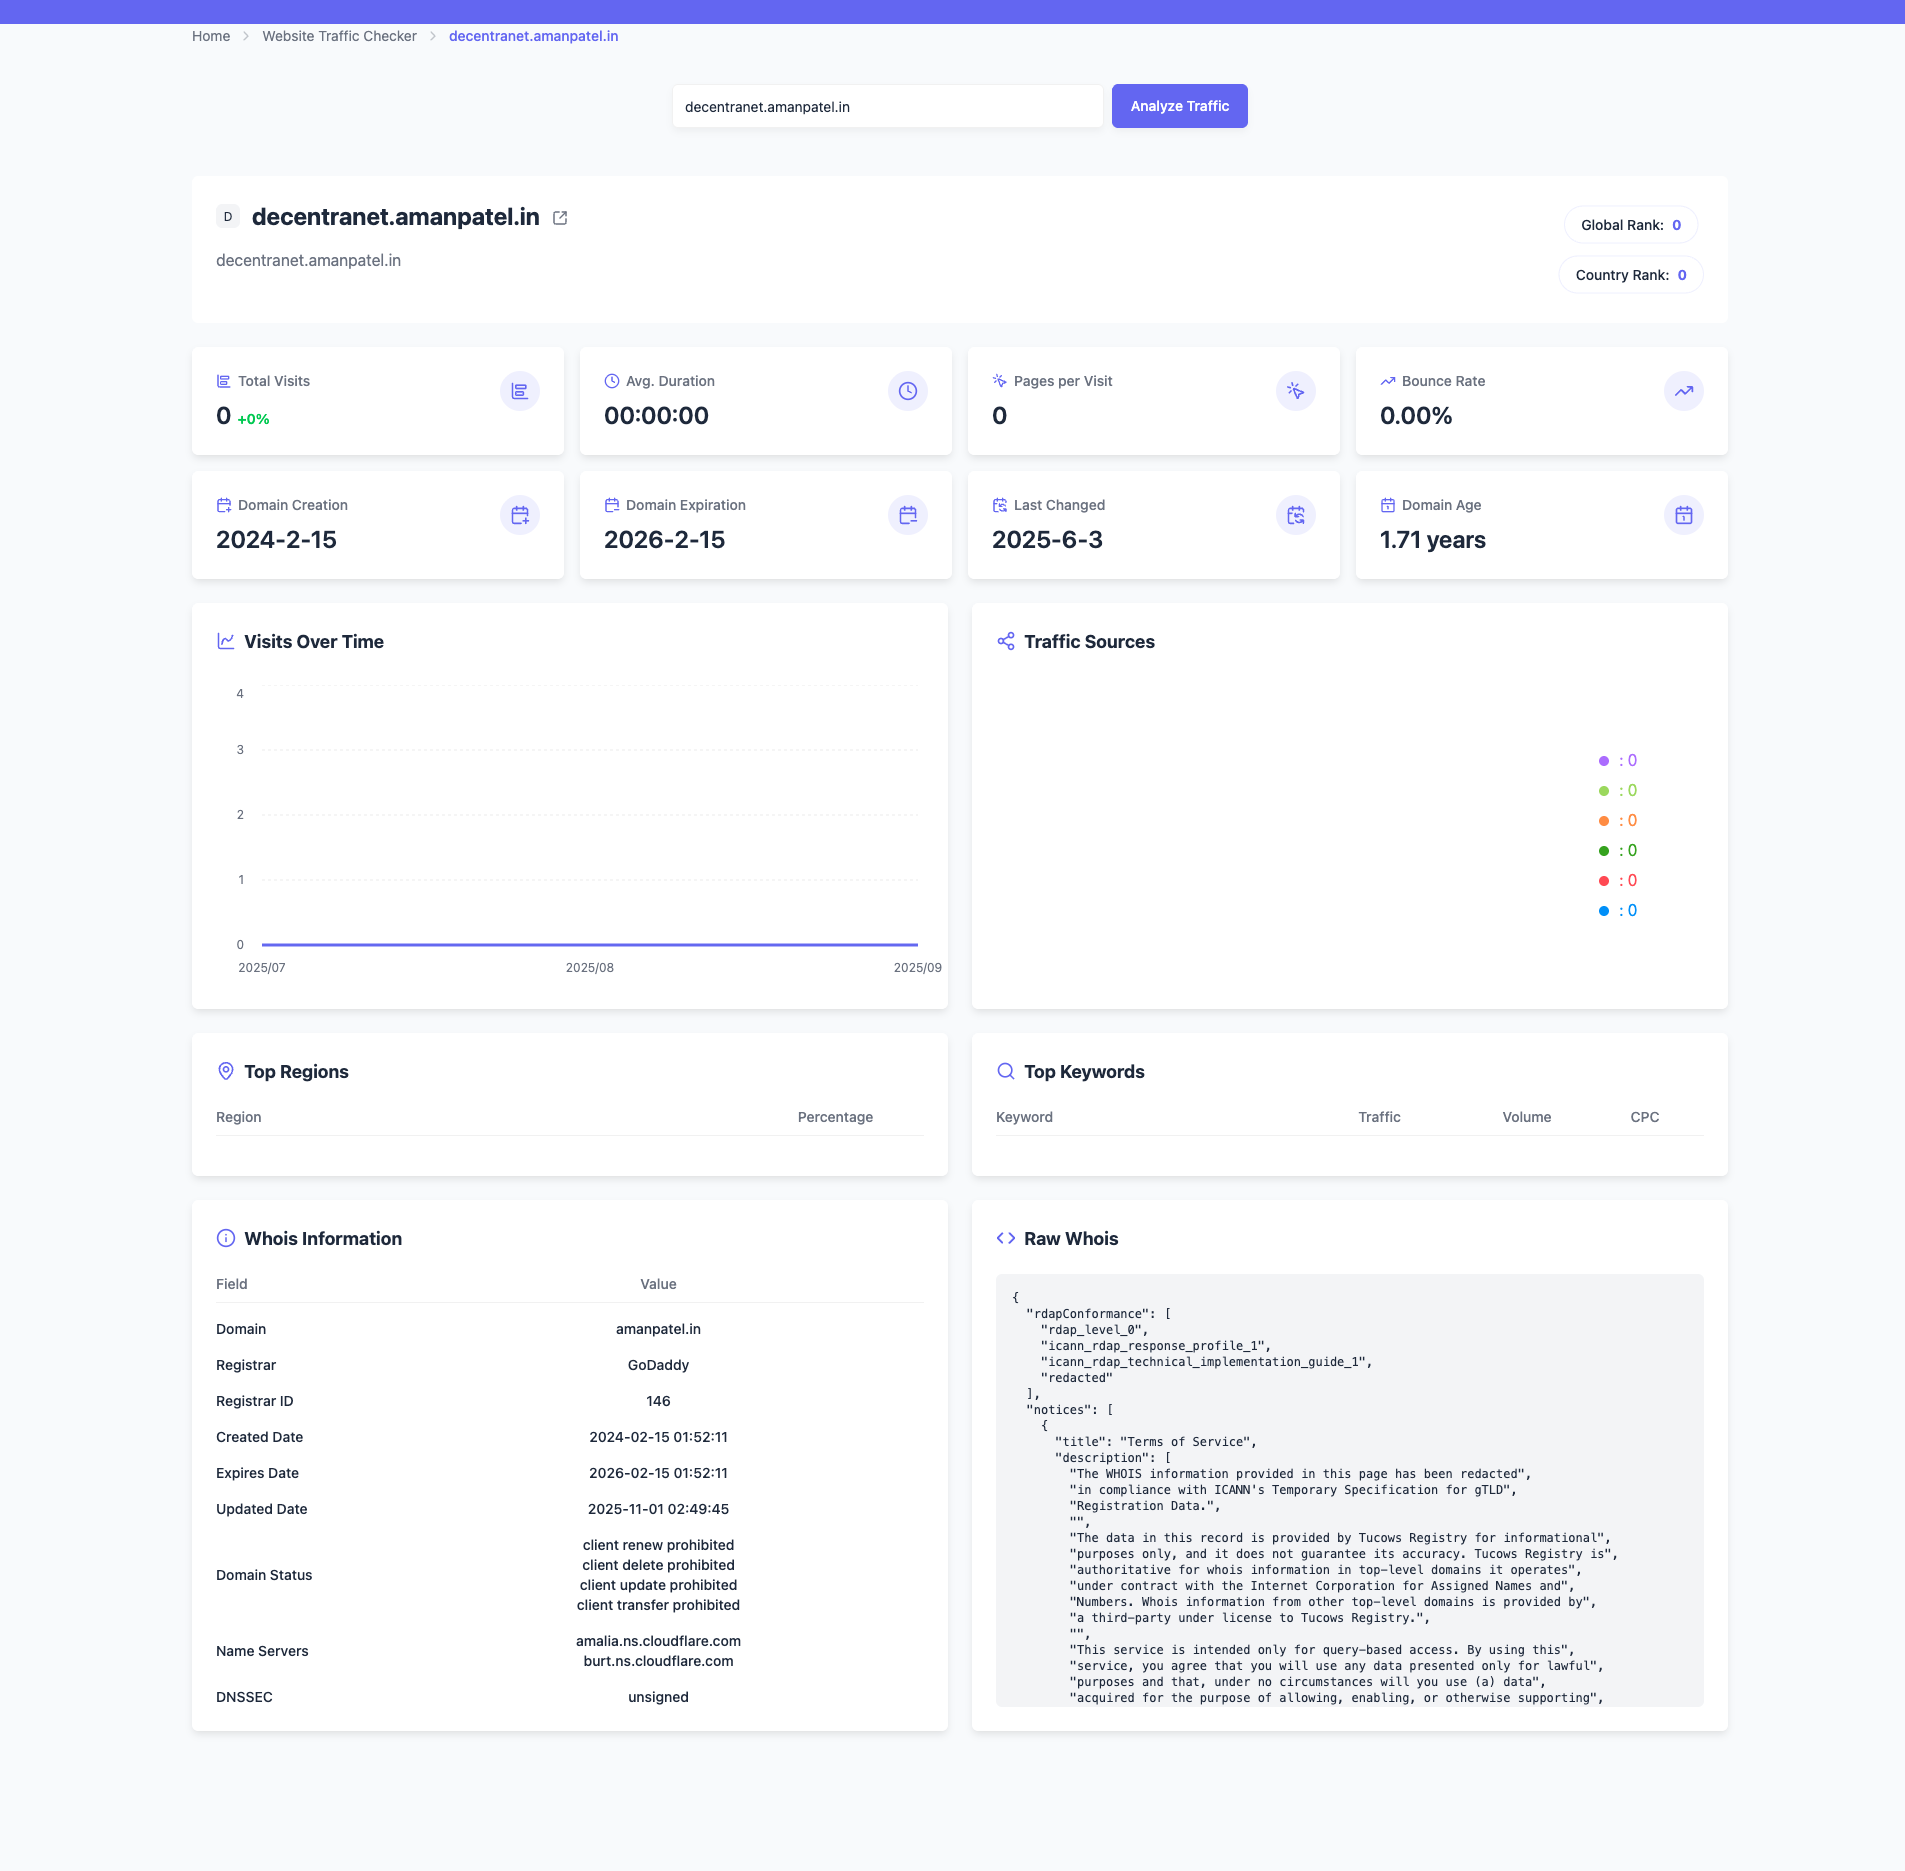 Home
Website Traffic Checker
decentranet.amanpatel.in
decentranet.amanpatel.in
Analyze Traffic
D
decentranet.amanpatel.in
decentranet.amanpatel.in
Global Rank: 0
Country Rank: 0
Total Visits
0 +0%
Avg. Duration
00:00:00
Pages per Visit
0
Bounce Rate
0.00%
Domain Creation
2024-2-15
Domain Expiration
2026-2-15
Last Changed
2025-6-3
Domain Age
1.71 years
Visits Over Time
4
3
2
1
0
2025/07 2025/08 2025/09
Traffic Sources
: 0
: 0
: 0
: 0
: 0
: 0
Top Regions
Region Percentage
Top Keywords
Keyword Traffic Volume CPC
Whois Information
Field Value
Domain amanpatel.in
Registrar GoDaddy
Registrar ID 146
Created Date 2024-02-15 01:52:11
Expires Date 2026-02-15 01:52:11
Updated Date 2025-11-01 02:49:45
Domain Status
client renew prohibited
client delete prohibited
client update prohibited
client transfer prohibited
Name Servers
amalia.ns.cloudflare.com
burt.ns.cloudflare.com
DNSSEC unsigned
Raw Whois
{
"rdapConformance": [
"rdap_level_0",
"icann_rdap_response_profile_1",
"icann_rdap_technical_implementation_guide_1",
"redacted"
],
"notices": [
{
"title": "Terms of Service",
"description": [
"The WHOIS information provided in this page has been redacted",
"in compliance with ICANN's Temporary Specification for gTLD",
"Registration Data.",
"",
"The data in this record is provided by Tucows Registry for informational",
"purposes only, and it does not guarantee its accuracy. Tucows Registry is",
"authoritative for whois information in top-level domains it operates",
"under contract with the Internet Corporation for Assigned Names and",
"Numbers. Whois information from other top-level domains is provided by",
"a third-party under license to Tucows Registry.",
"",
"This service is intended only for query-based access. By using this",
"service, you agree that you will use any data presented only for lawful",
"purposes and that, under no circumstances will you use (a) data",
"acquired for the purpose of allowing, enabling, or otherwise supporting",